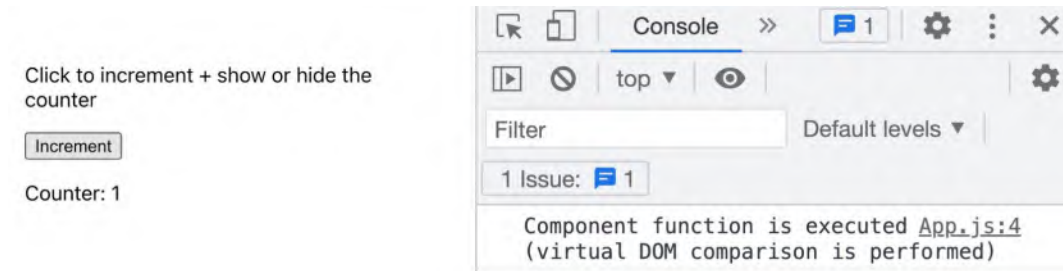 Click to increment + show or hide the
counter
Increment
Counter: 1
Console » 1
top ▼
Filter Default levels ▼
1 Issue: 1
Component function is executed App.js:4
(virtual DOM comparison is performed)